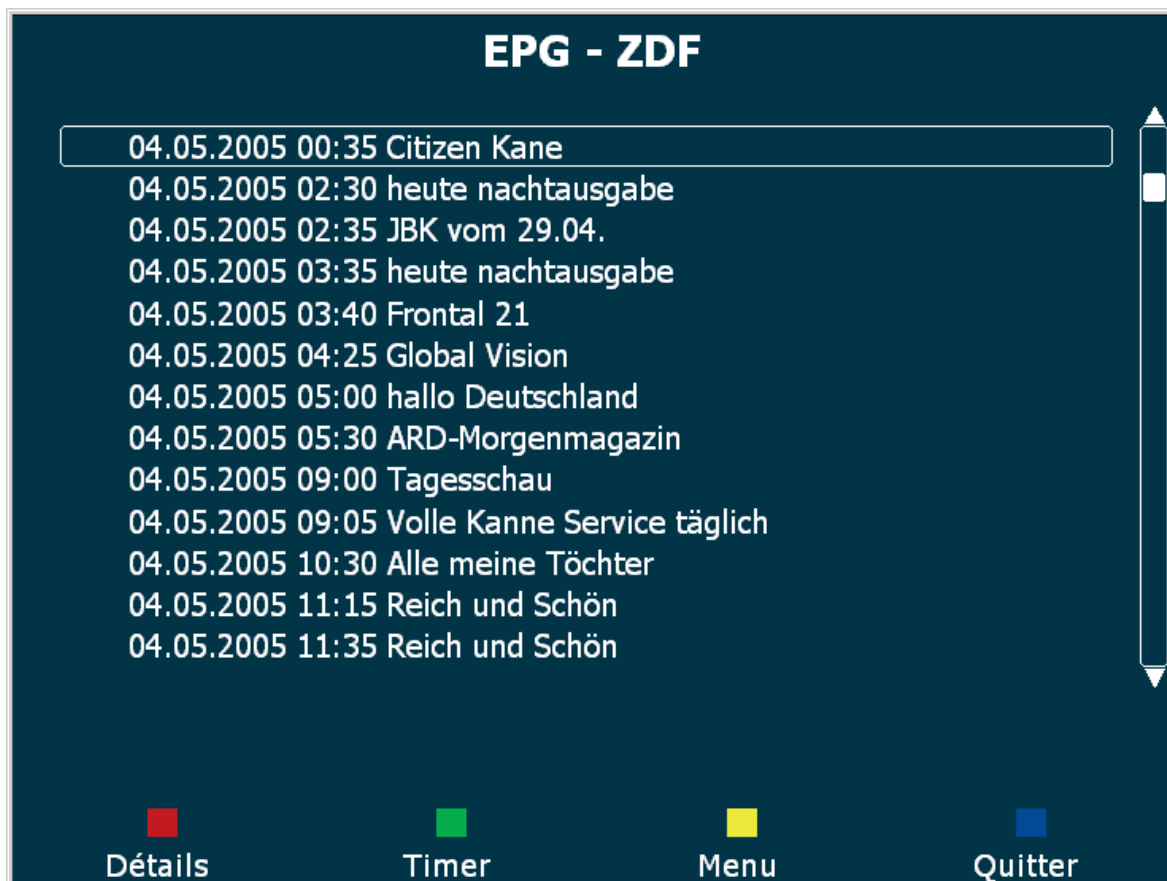 EPG - ZDF
04.05.2005 00:35 Citizen Kane
04.05.2005 02:30 heute nachtausgabe
04.05.2005 02:35 JBK vom 29.04.
04.05.2005 03:35 heute nachtausgabe
04.05.2005 03:40 Frontal 21
04.05.2005 04:25 Global Vision
04.05.2005 05:00 hallo Deutschland
04.05.2005 05:30 ARD-Morgenmagazin
04.05.2005 09:00 Tagesschau
04.05.2005 09:05 Volle Kanne Service täglich
04.05.2005 10:30 Alle meine Töchter
04.05.2005 11:15 Reich und Schön
04.05.2005 11:35 Reich und Schön
Détails Timer Menu Quitter